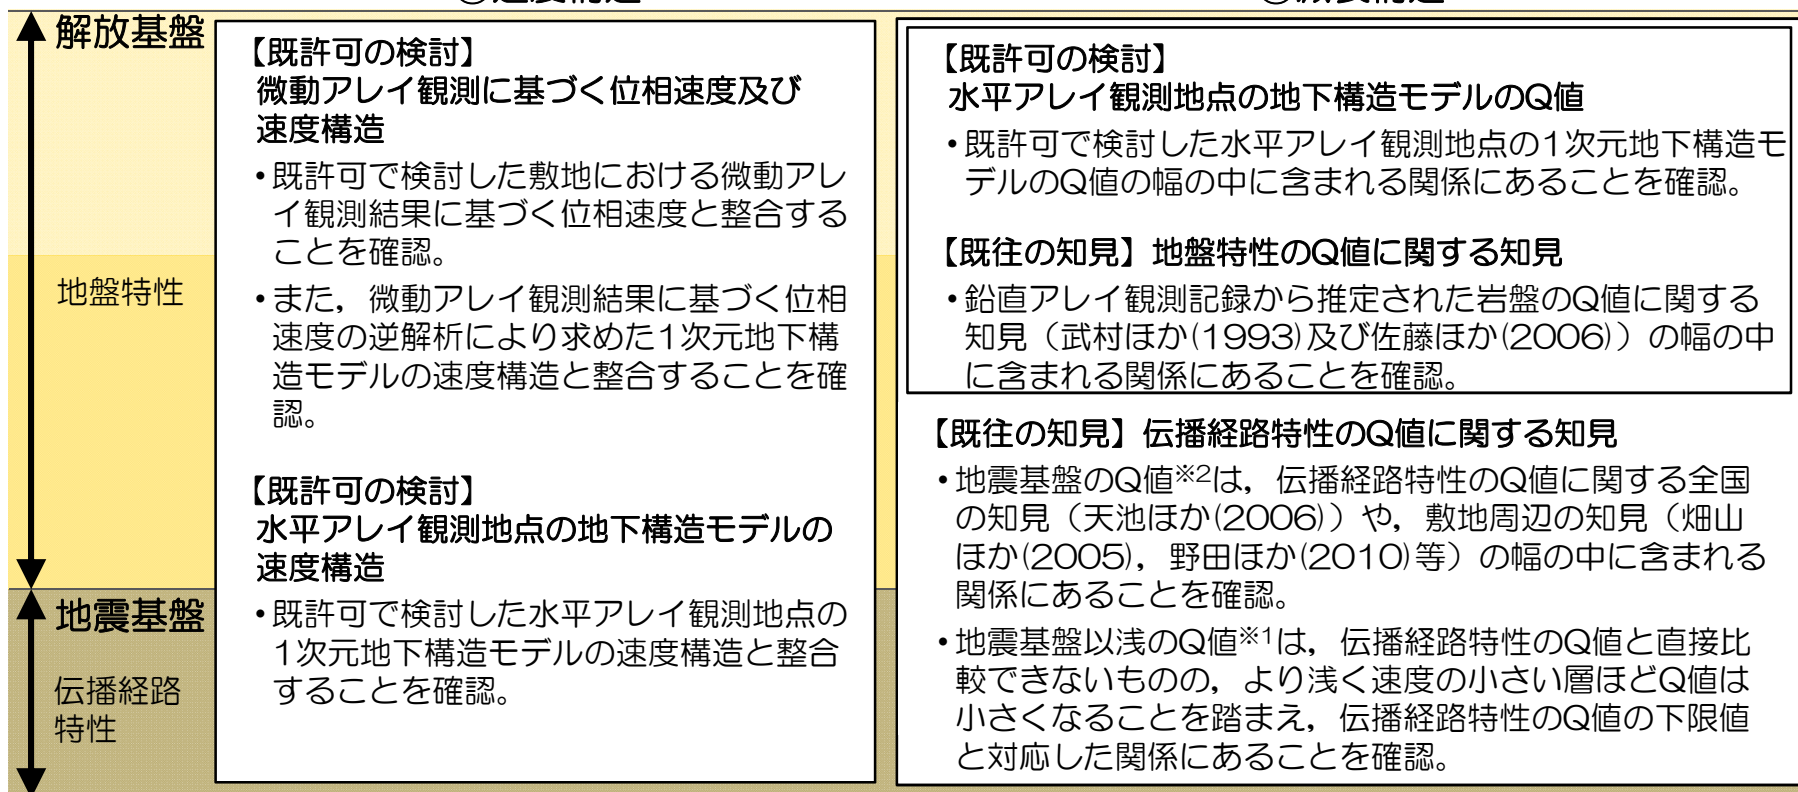 解放基盤
地盤特性
地震基盤
伝播経路
特性
【既許可の検討】
微動アレイ観測に基づく位相速度及び
速度構造
•既許可で検討した敷地における微動アレ
イ観測結果に基づく位相速度と整合する
ことを確認。
•また，微動アレイ観測結果に基づく位相
速度の逆解析により求めた1次元地下構
造モデルの速度構造と整合することを確
認。
【既許可の検討】
水平アレイ観測地点の地下構造モデルの
速度構造
•既許可で検討した水平アレイ観測地点の
1次元地下構造モデルの速度構造と整合
することを確認。
【既許可の検討】
水平アレイ観測地点の地下構造モデルのQ値
•既許可で検討した水平アレイ観測地点の1次元地下構造モ
デルのQ値の幅の中に含まれる関係にあることを確認。
【既往の知見】地盤特性のQ値に関する知見
•鉛直アレイ観測記録から推定された岩盤のQ値に関する
知見（武村ほか(1993)及び佐藤ほか(2006)）の幅の中
に含まれる関係にあることを確認。
【既往の知見】伝播経路特性のQ値に関する知見
•地震基盤のQ値※2は，伝播経路特性のQ値に関する全国
の知見（天池ほか(2006)）や，敷地周辺の知見（畑山
ほか(2005)，野田ほか(2010)等）の幅の中に含まれる
関係にあることを確認。
•地震基盤以浅のQ値※1は，伝播経路特性のQ値と直接比
較できないものの，より浅く速度の小さい層ほどQ値は
小さくなることを踏まえ，伝播経路特性のQ値の下限値
と対応した関係にあることを確認。